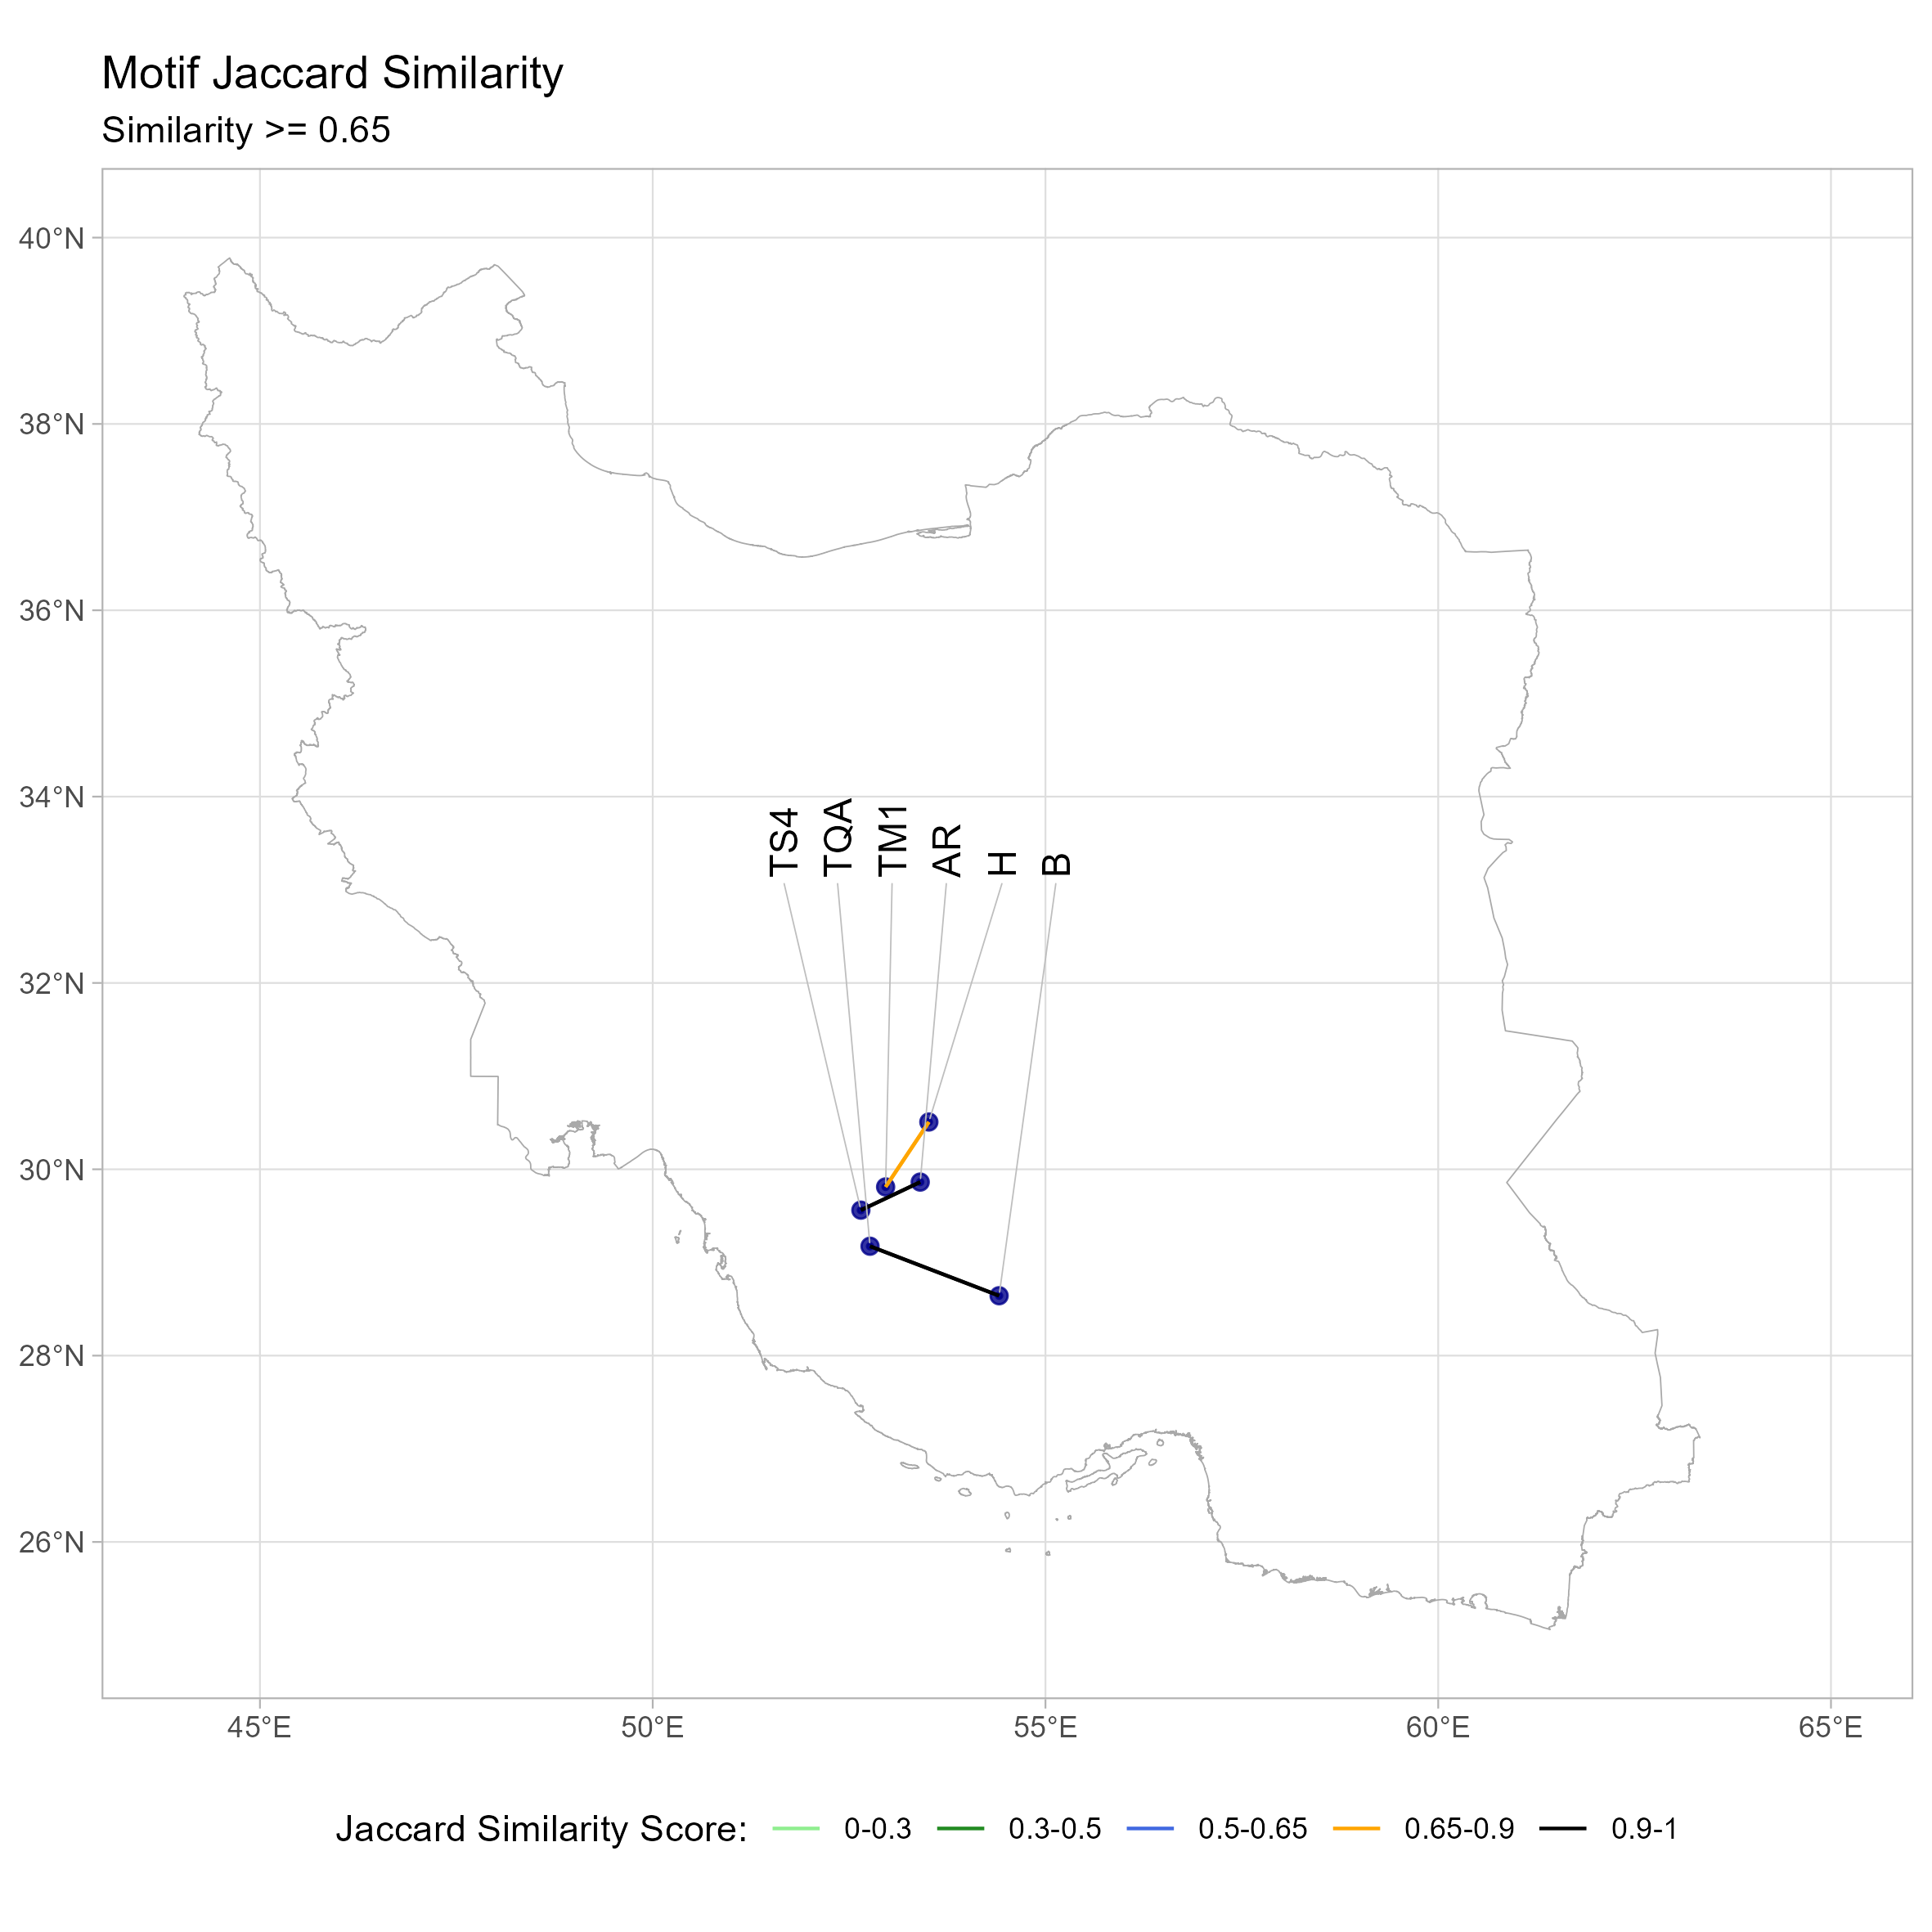 Motif Jaccard Similarity
Similarity >= 0.65
40°N
38°N
36°N
34°N
32°N
30°N
28°N
26°N
TS4
TQA
TM1
AR
H
B
45°E 50°E 55°E 60°E 65°E
Jaccard Similarity Score: 0-0.3 0.3-0.5 0.5-0.65 0.65-0.9 0.9-1